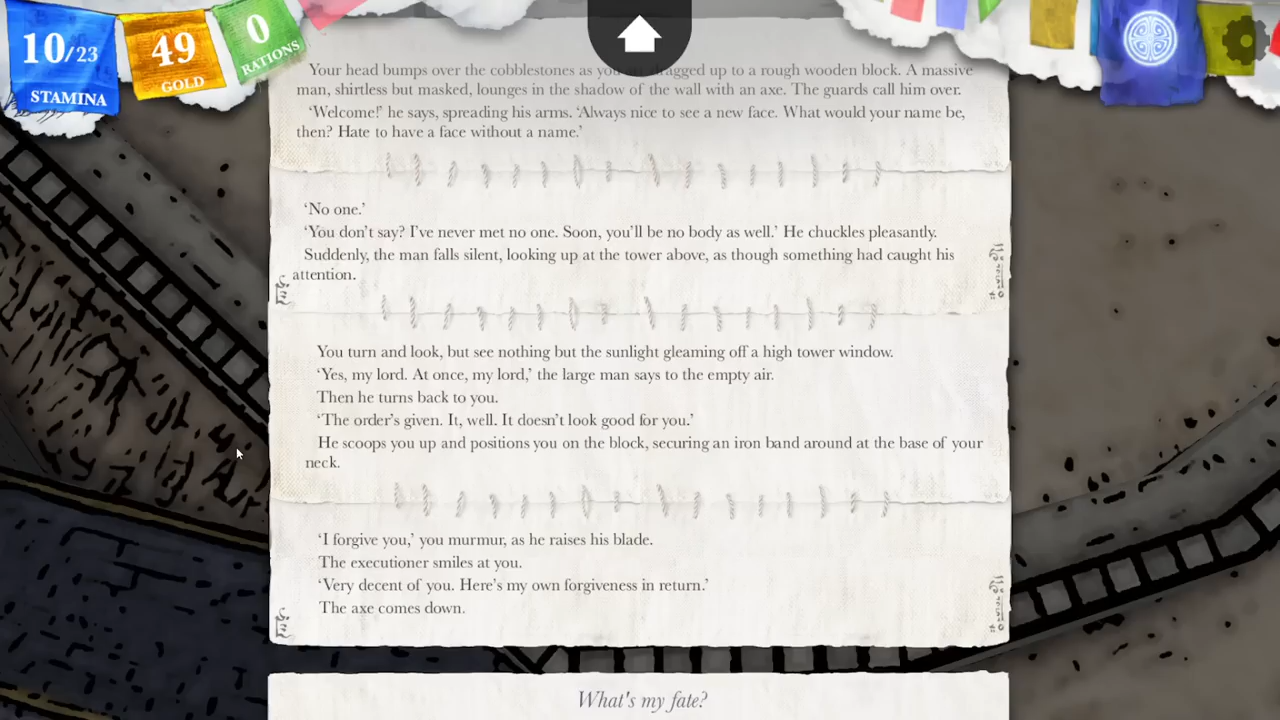 10/23
STAMINA
49
GOLD
0
RATIONS
Your head bumps over the cobblestones as you dragged up to a rough wooden block. A massive
man, shirtless but masked, lounges in the shadow of the wall with an axe. The guards call him over.
‘Welcome!’ he says, spreading his arms. ‘Always nice to see a new face. What would your name be,
then? Hate to have a face without a name.’
‘No one.’
‘You don’t say? I’ve never met no one. Soon, you’ll be no body as well.’ He chuckles pleasantly.
Suddenly, the man falls silent, looking up at the tower above, as though something had caught his
attention.
You turn and look, but see nothing but the sunlight gleaming off a high tower window.
‘Yes, my lord. At once, my lord,’ the large man says to the empty air.
Then he turns back to you.
‘The order’s given. It, well. It doesn’t look good for you.’
He scoops you up and positions you on the block, securing an iron band around at the base of your
neck.
‘I forgive you,’ you murmur, as he raises his blade.
The executioner smiles at you.
‘Very decent of you. Here’s my own forgiveness in return.’
The axe comes down.
What's my fate?